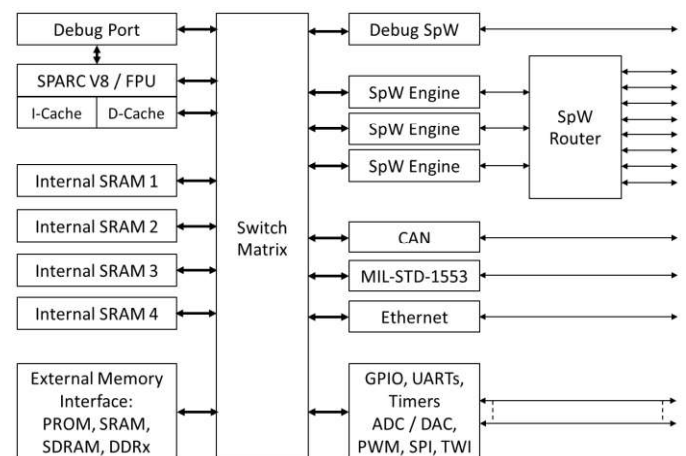 Debug Port
SPARC V8 / FPU
I-Cache
D-Cache
Internal SRAM 1
Internal SRAM 2
Internal SRAM 3
Internal SRAM 4
External Memory
Interface:
PROM, SRAM,
SDRAM, DDRx
Switch
Matrix
Debug SpW
SpW Engine
SpW Engine
SpW Engine
SpW
Router
CAN
MIL-STD-1553
Ethernet
GPIO, UARTs,
Timers
ADC / DAC,
PWM, SPI, TWI